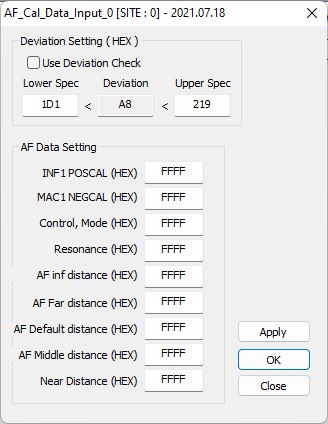 AF_Cal_Data_Input_0 [SITE : 0] - 2021.07.18
Deviation Setting ( HEX )
Use Deviation Check
Lower Spec Deviation Upper Spec
1D1 < A8 < 219
AF Data Setting
INF1 POSCAL (HEX) FFFF
MAC1 NEGCAL (HEX) FFFF
Control, Mode (HEX) FFFF
Resonance (HEX) FFFF
AF inf distance (HEX) FFFF
AF Far distance (HEX) FFFF
AF Default distance (HEX) FFFF
AF Middle distance (HEX) FFFF
Near Distance (HEX) FFFF
Apply
OK
Close